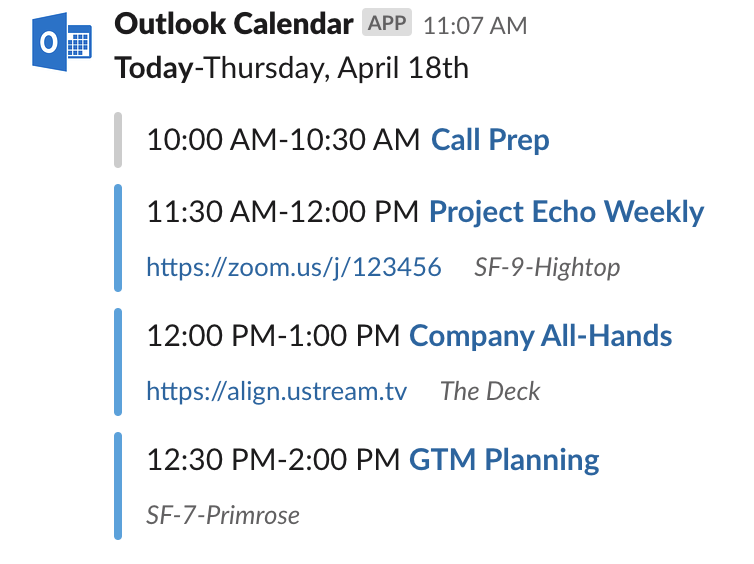 Outlook Calendar APP 11:07 AM
Today-Thursday, April 18th
10:00 AM-10:30 AM Call Prep
11:30 AM-12:00 PM Project Echo Weekly
https://zoom.us/j/123456 SF-9-Hightop
12:00 PM-1:00 PM Company All-Hands
https://align.ustream.tv The Deck
12:30 PM-2:00 PM GTM Planning
SF-7-Primrose